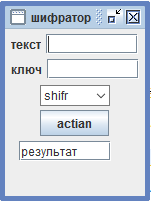 шифратор
текст
ключ
shifr
actian
результат